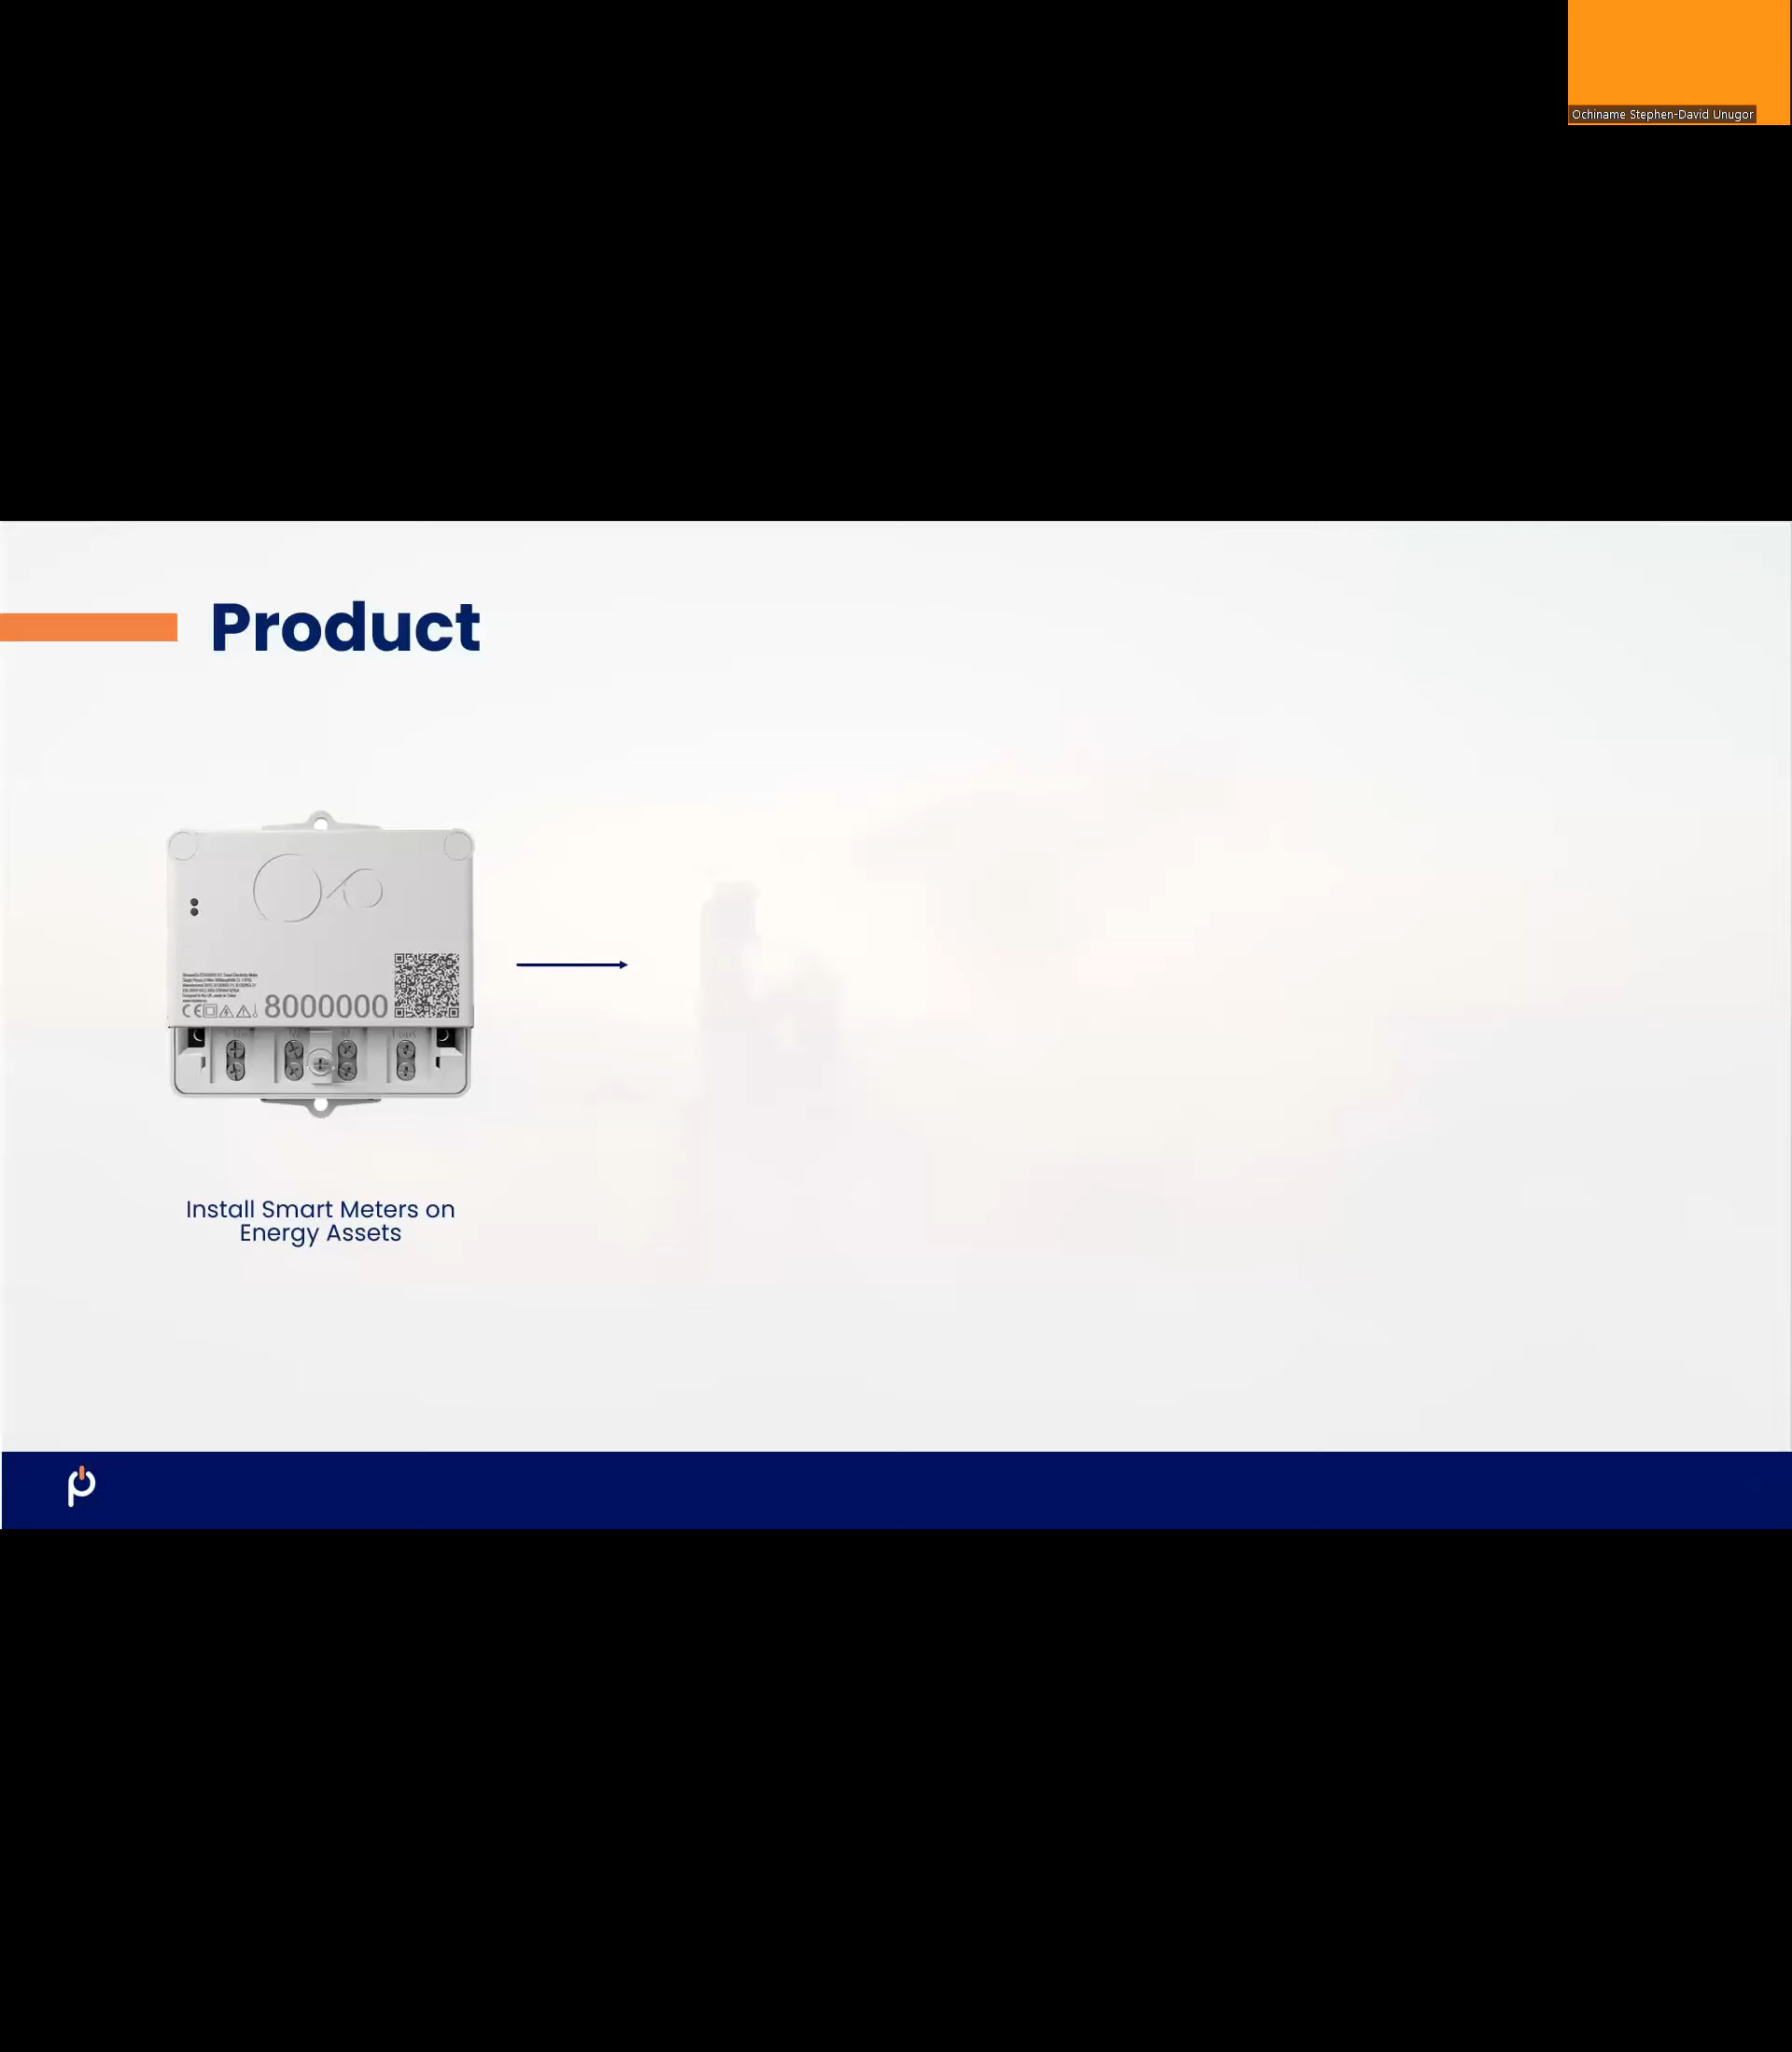 Ochiname Stephen-David Unugor
Product
8000000
Install Smart Meters on
Energy Assets